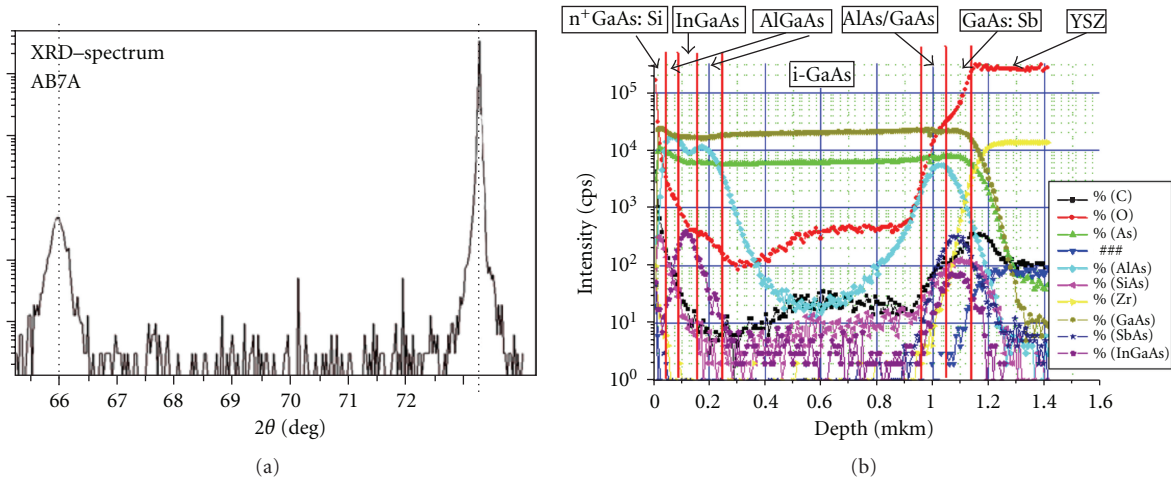 XRD–spectrum
AB7A
66 67 68 69 70 71 72
2θ (deg)
(a)
n⁺GaAs: Si
InGaAs
AlGaAs
AlAs/GaAs
GaAs: Sb
YSZ
i-GaAs
Intensity (cps)
10⁵
10⁴
10³
10²
10¹
10⁰
0 0.2 0.4 0.6 0.8 1 1.2 1.4 1.6
Depth (mkm)
% (C)
% (O)
% (As)
###
% (AlAs)
% (SiAs)
% (Zr)
% (GaAs)
% (SbAs)
% (InGaAs)
(b)